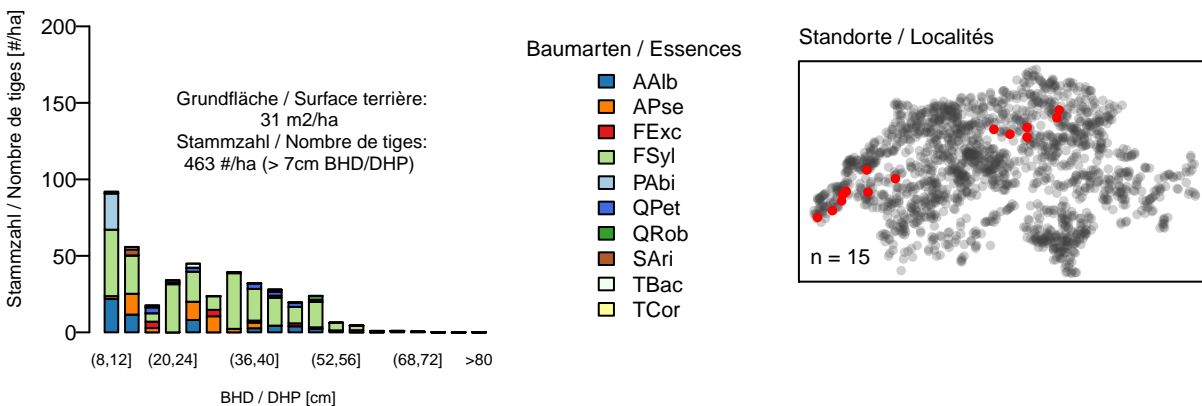 Stammzahl / Nombre de tiges [#/ha]
200
150
100
50
0
Grundfläche / Surface terrière:
31 m2/ha
Stammzahl / Nombre de tiges:
463 #/ha (> 7cm BHD/DHP)
(8,12]
(20,24]
(36,40]
(52,56]
(68,72]
>80
BHD / DHP [cm]
Baumarten / Essences
AAlb
APse
FExc
FSyl
PAbi
QPet
QRob
SAri
TBac
TCor
Standorte / Localités
n = 15